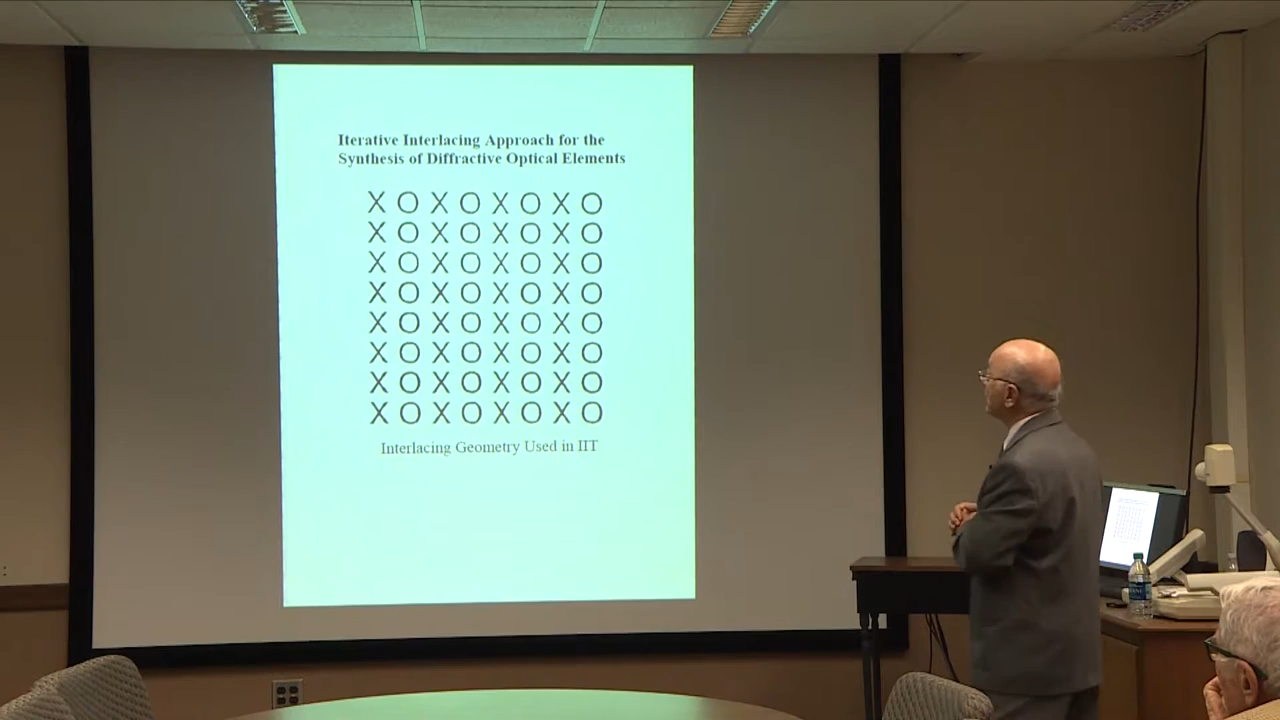 Iterative Interlacing Approach for the
Synthesis of Diffractive Optical Elements
X O X O X O X O
X O X O X O X O
X O X O X O X O
X O X O X O X O
X O X O X O X O
X O X O X O X O
X O X O X O X O
X O X O X O X O
Interlacing Geometry Used in IIT